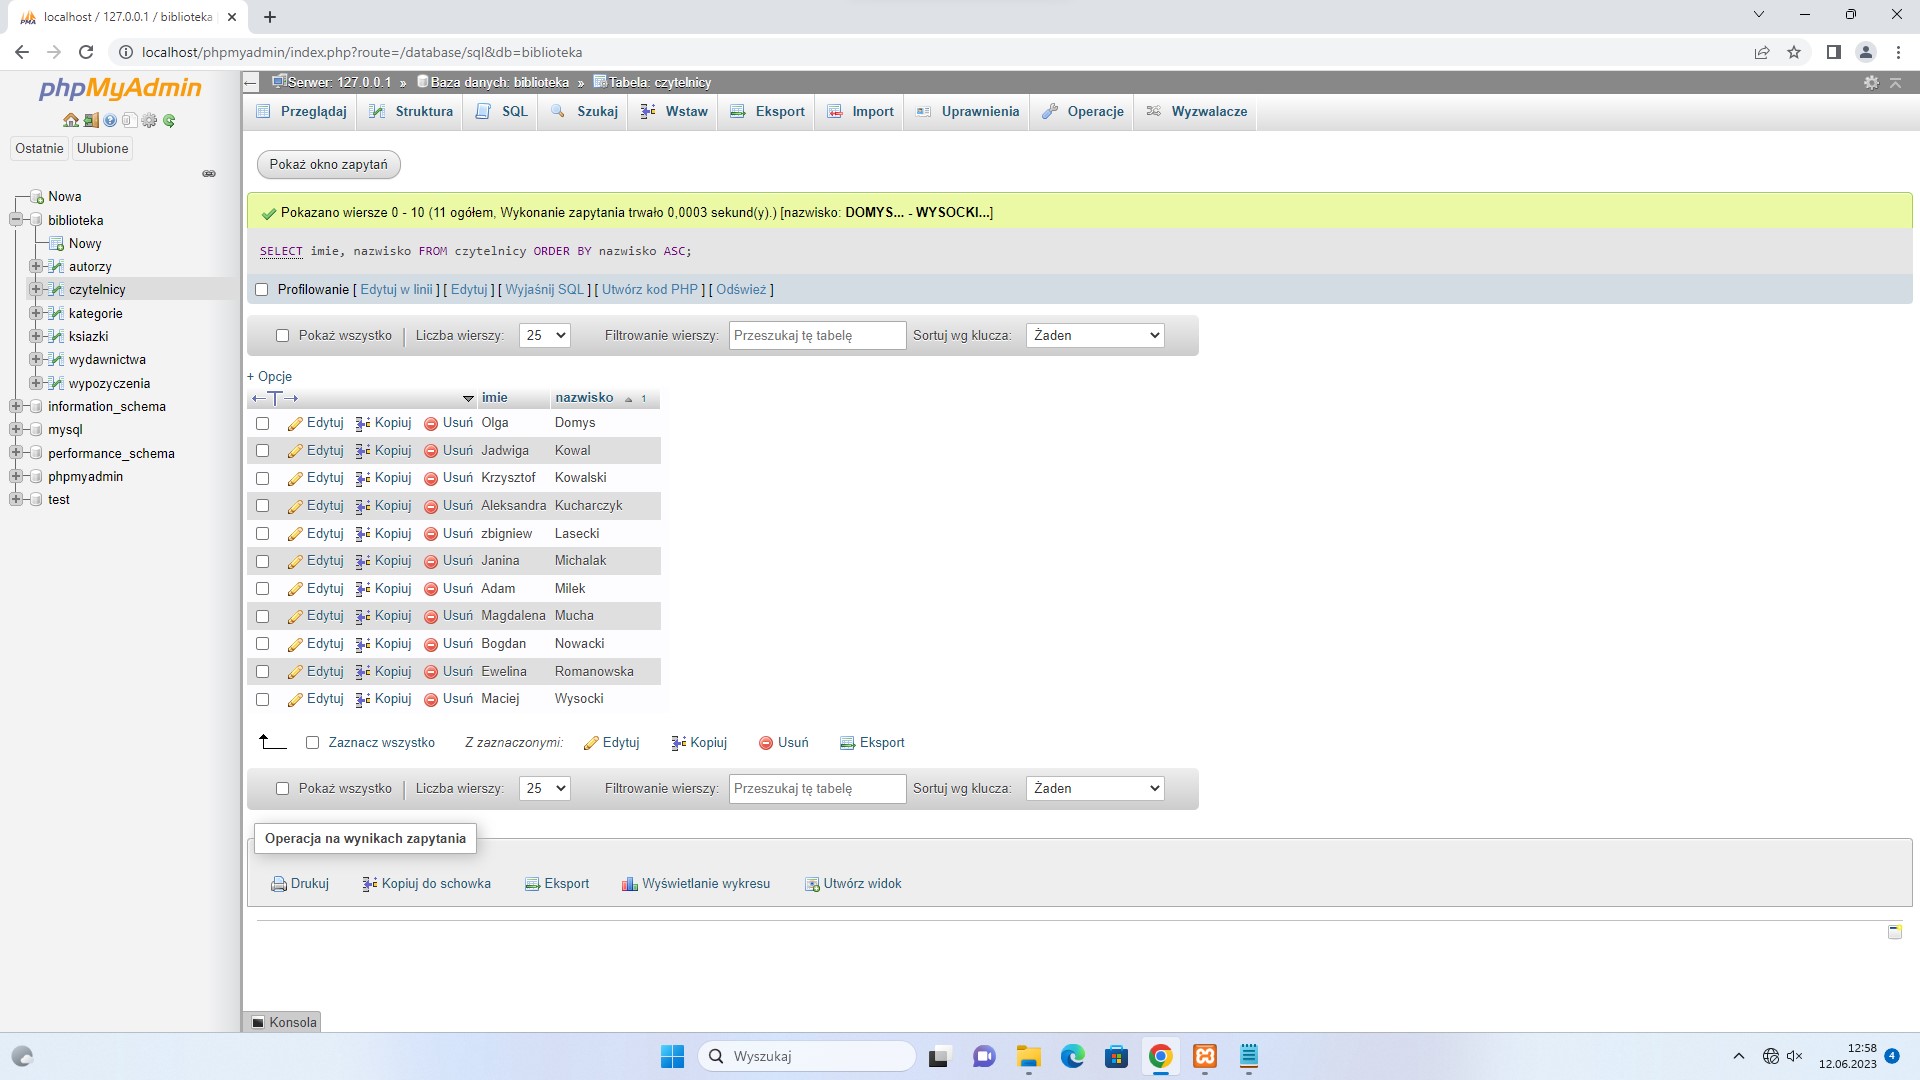 localhost / 127.0.0.1 / biblioteka
localhost/phpmyadmin/index.php?route=/database/sql&db=biblioteka
phpMyAdmin
Ostatnie Ulubione
Nowa
biblioteka
Nowy
autorzy
czytelnicy
kategorie
ksiazki
wydawnictwa
wypozyczenia
information_schema
mysql
performance_schema
phpmyadmin
test
Serwer: 127.0.0.1 » Baza danych: biblioteka » Tabela: czytelnicy
Przeglądaj Struktura SQL Szukaj Wstaw Eksport Import Uprawnienia Operacje Wyzwalacze
Pokaż okno zapytań
Pokazano wiersze 0 - 10 (11 ogółem, Wykonanie zapytania trwało 0,0003 sekund(y).) [nazwisko: DOMYS... - WYSOCKI...]
SELECT imie, nazwisko FROM czytelnicy ORDER BY nazwisko ASC;
Profilowanie [ Edytuj w linii ] [ Edytuj ] [ Wyjaśnij SQL ] [ Utwórz kod PHP ] [ Odśwież ]
Pokaż wszystko | Liczba wierszy: 25 Filtrowanie wierszy: Przeszukaj tę tabelę Sortuj wg klucza: Żaden
+ Opcje
←T→ imie nazwisko 1
Edytuj Kopiuj Usuń Olga Domys
Edytuj Kopiuj Usuń Jadwiga Kowal
Edytuj Kopiuj Usuń Krzysztof Kowalski
Edytuj Kopiuj Usuń Aleksandra Kucharczyk
Edytuj Kopiuj Usuń zbigniew Lasecki
Edytuj Kopiuj Usuń Janina Michalak
Edytuj Kopiuj Usuń Adam Milek
Edytuj Kopiuj Usuń Magdalena Mucha
Edytuj Kopiuj Usuń Bogdan Nowacki
Edytuj Kopiuj Usuń Ewelina Romanowska
Edytuj Kopiuj Usuń Maciej Wysocki
Zaznacz wszystko Z zaznaczonymi: Edytuj Kopiuj Usuń Eksport
Pokaż wszystko | Liczba wierszy: 25 Filtrowanie wierszy: Przeszukaj tę tabelę Sortuj wg klucza: Żaden
Operacja na wynikach zapytania
Drukuj Kopiuj do schowka Eksport Wyświetlanie wykresu Utwórz widok
Konsola
Wyszukaj
12:58
12.06.2023
4